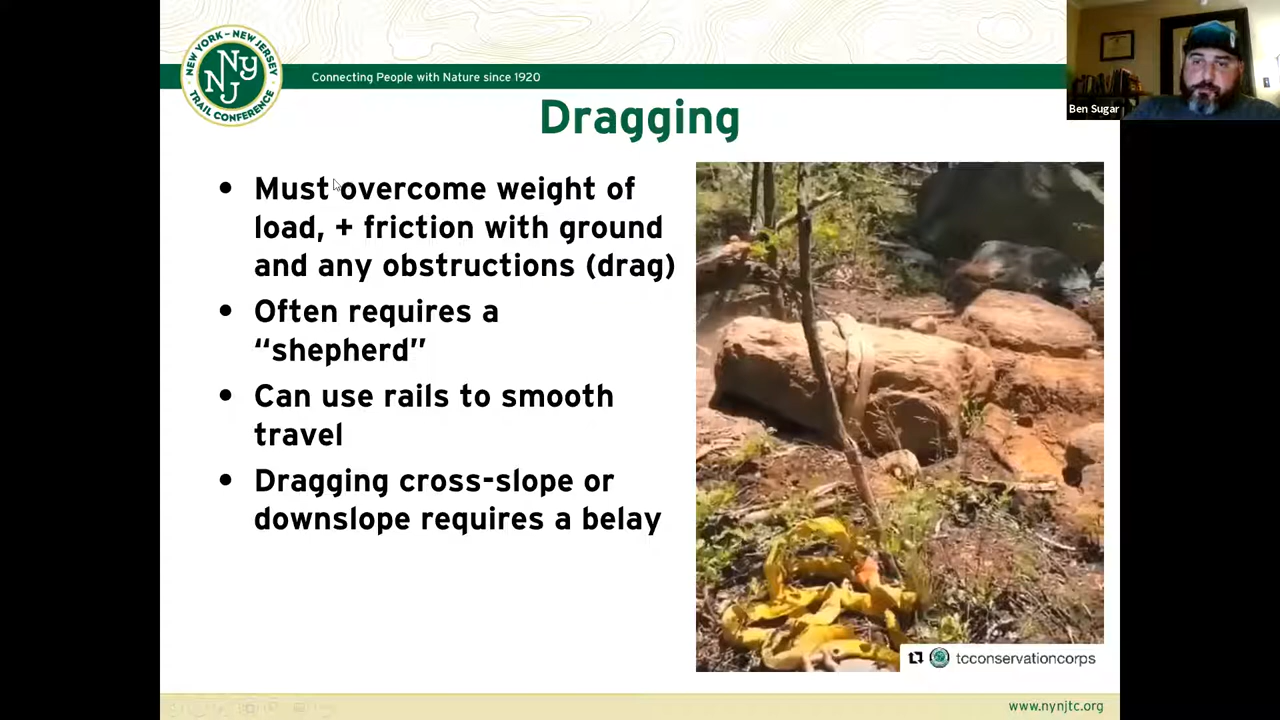 NEW YORK – NEW JERSEY
NY
NJ
TRAIL CONFERENCE
Connecting People with Nature since 1920
Ben Sugar
Dragging
• Must overcome weight of
load, + friction with ground
and any obstructions (drag)
• Often requires a
“shepherd”
• Can use rails to smooth
travel
• Dragging cross-slope or
downslope requires a belay
tcconservationcorps
www.nynjtc.org